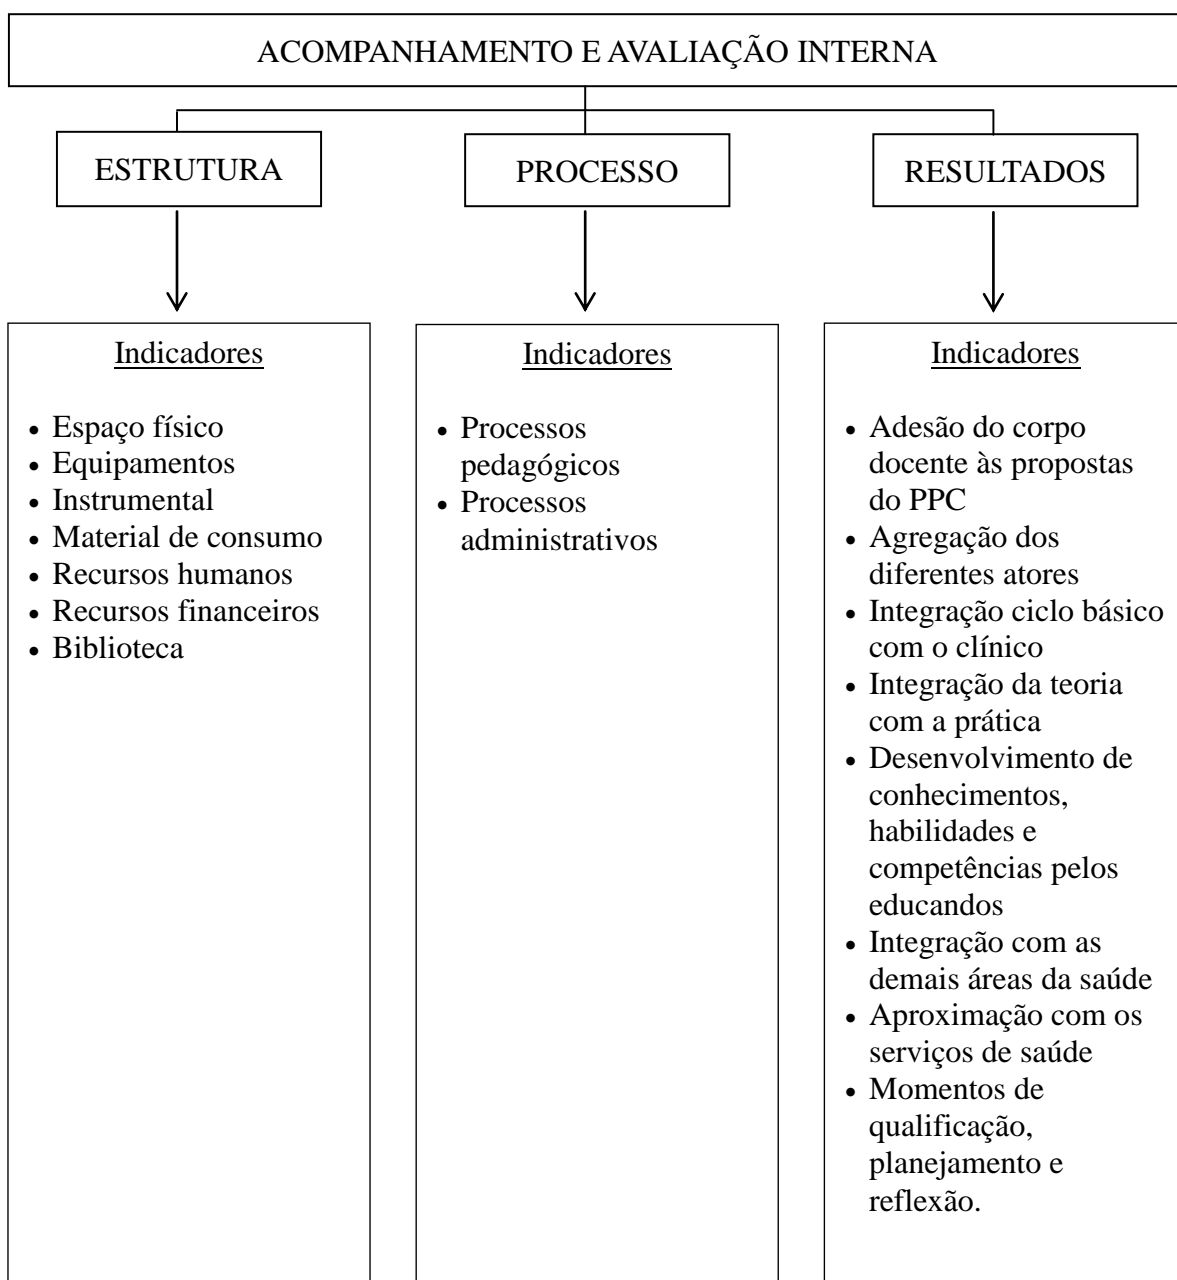 ACOMPANHAMENTO E AVALIAÇÃO INTERNA
ESTRUTURA
PROCESSO
RESULTADOS
Indicadores
• Espaço físico
• Equipamentos
• Instrumental
• Material de consumo
• Recursos humanos
• Recursos financeiros
• Biblioteca
Indicadores
• Processos
pedagógicos
• Processos
administrativos
Indicadores
• Adesão do corpo
docente às propostas
do PPC
• Agregação dos
diferentes atores
• Integração ciclo básico
com o clínico
• Integração da teoria
com a prática
• Desenvolvimento de
conhecimentos,
habilidades e
competências pelos
educandos
• Integração com as
demais áreas da saúde
• Aproximação com os
serviços de saúde
• Momentos de
qualificação,
planejamento e
reflexão.